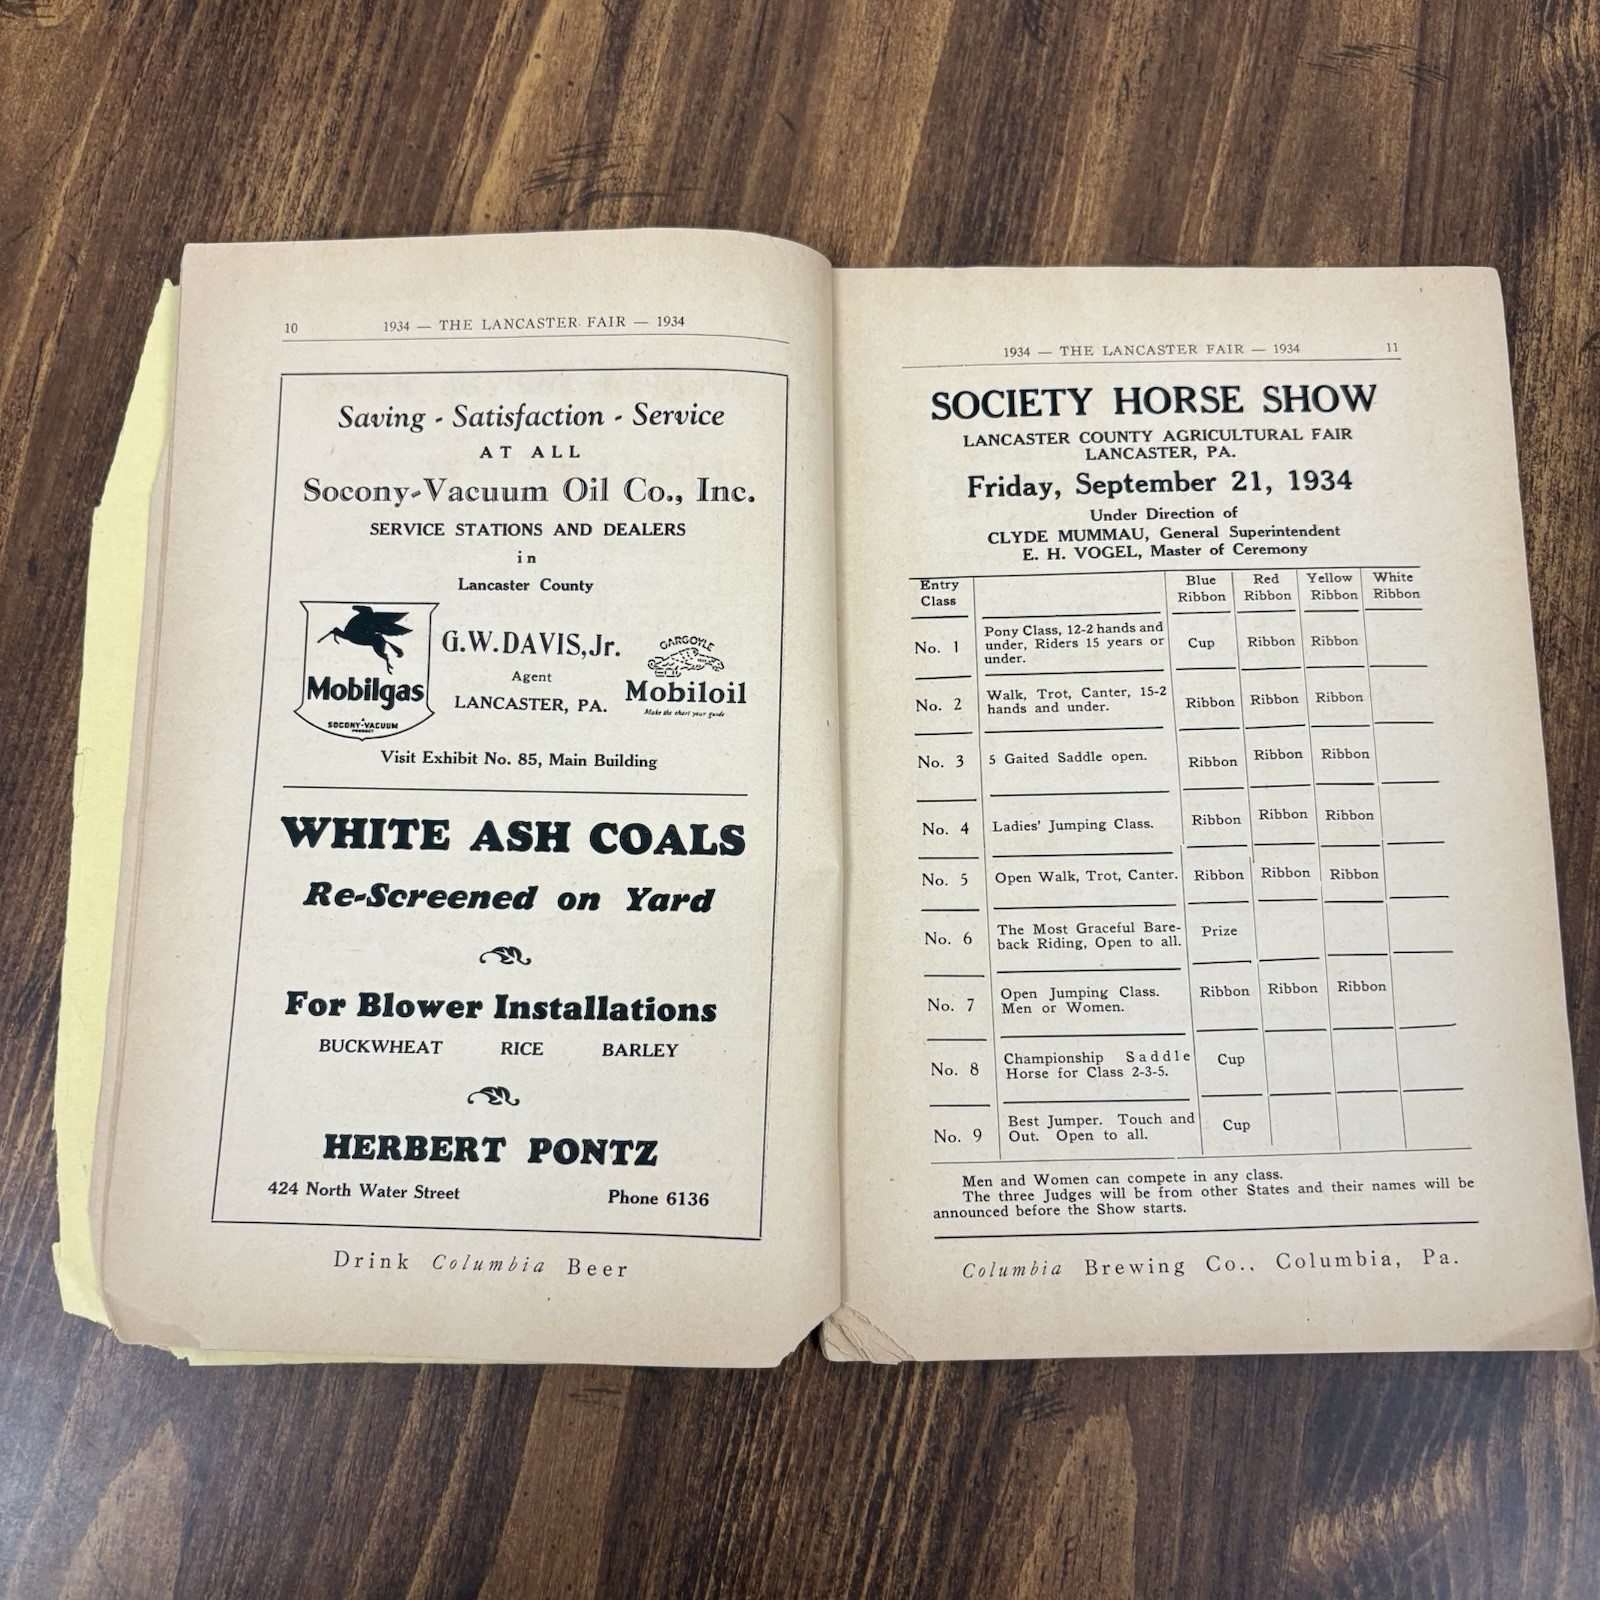 10 1934 — THE LANCASTER FAIR — 1934
Saving - Satisfaction - Service
AT ALL
Socony-Vacuum Oil Co., Inc.
SERVICE STATIONS AND DEALERS
in
Lancaster County
Mobilgas
A
SOCONY-VACUUM
PRODUCT
G.W.DAVIS,Jr.
Agent
LANCASTER, PA.
GARGOYLE
Mobiloil
Make the chart your guide
Visit Exhibit No. 85, Main Building
WHITE ASH COALS
Re-Screened on Yard
For Blower Installations
BUCKWHEAT RICE BARLEY
HERBERT PONTZ
424 North Water Street Phone 6136
Drink Columbia Beer
1934 — THE LANCASTER FAIR — 1934 11
SOCIETY HORSE SHOW
LANCASTER COUNTY AGRICULTURAL FAIR
LANCASTER, PA.
Friday, September 21, 1934
Under Direction of
CLYDE MUMMAU, General Superintendent
E. H. VOGEL, Master of Ceremony
Entry Blue Red Yellow White
Class Ribbon Ribbon Ribbon Ribbon
Pony Class, 12-2 hands and
No. 1 under, Riders 15 years or Cup Ribbon Ribbon
under.
No. 2 Walk, Trot, Canter, 15-2 Ribbon Ribbon Ribbon
hands and under.
No. 3 5 Gaited Saddle open. Ribbon Ribbon Ribbon
No. 4 Ladies' Jumping Class. Ribbon Ribbon Ribbon
No. 5 Open Walk, Trot, Canter. Ribbon Ribbon Ribbon
No. 6 The Most Graceful Bare- Prize
back Riding, Open to all.
No. 7 Open Jumping Class. Ribbon Ribbon Ribbon
Men or Women.
No. 8 Championship Saddle Cup
Horse for Class 2-3-5.
No. 9 Best Jumper. Touch and Cup
Out. Open to all.
Men and Women can compete in any class.
The three Judges will be from other States and their names will be
announced before the Show starts.
Columbia Brewing Co., Columbia, Pa.